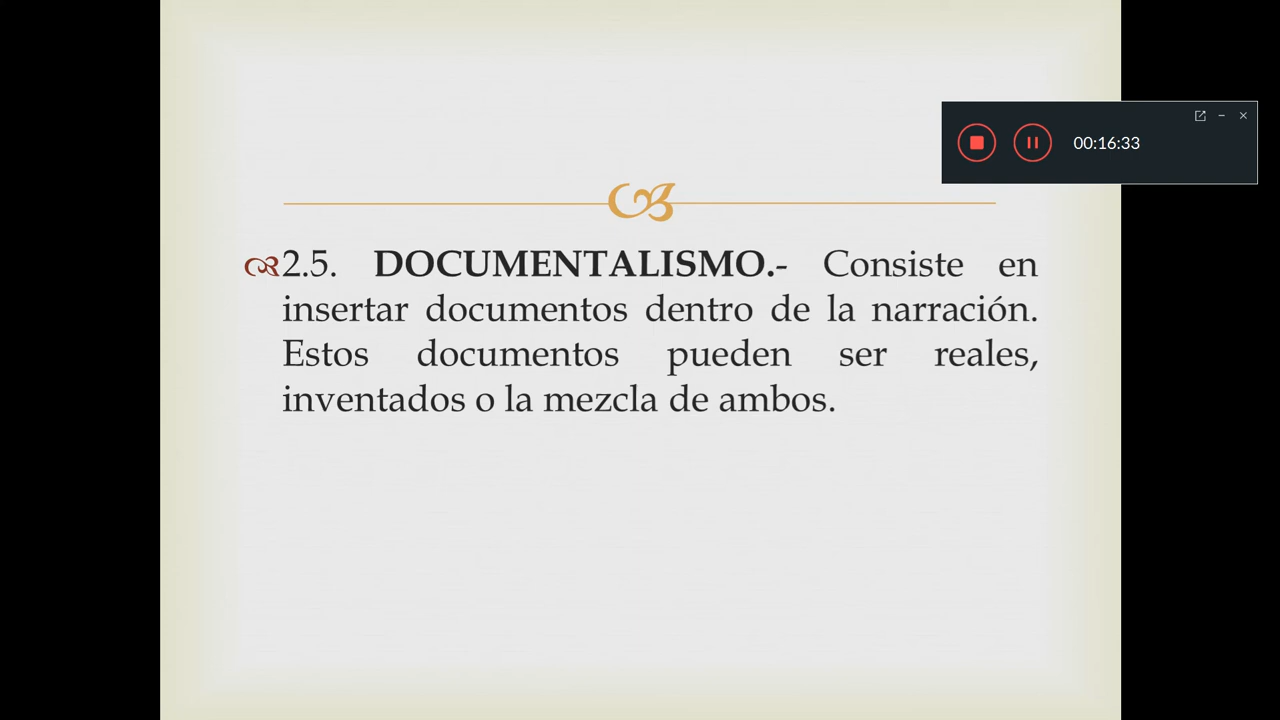 00:16:33
2.5. DOCUMENTALISMO.- Consiste en
insertar documentos dentro de la narración.
Estos documentos pueden ser reales,
inventados o la mezcla de ambos.